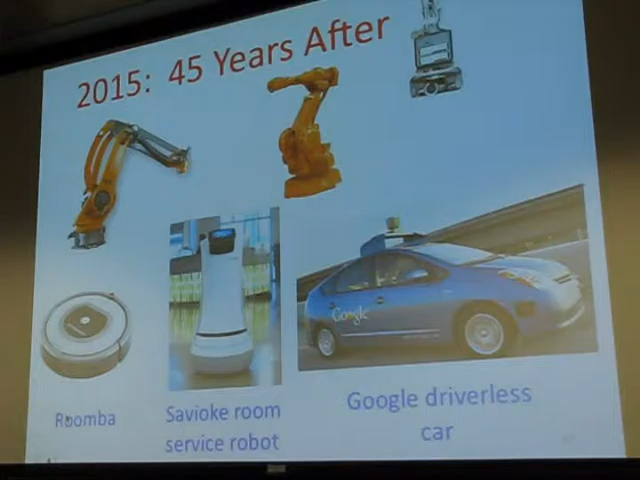 2015: 45 Years After
Google
Roomba
Savioke room
service robot
Google driverless
car